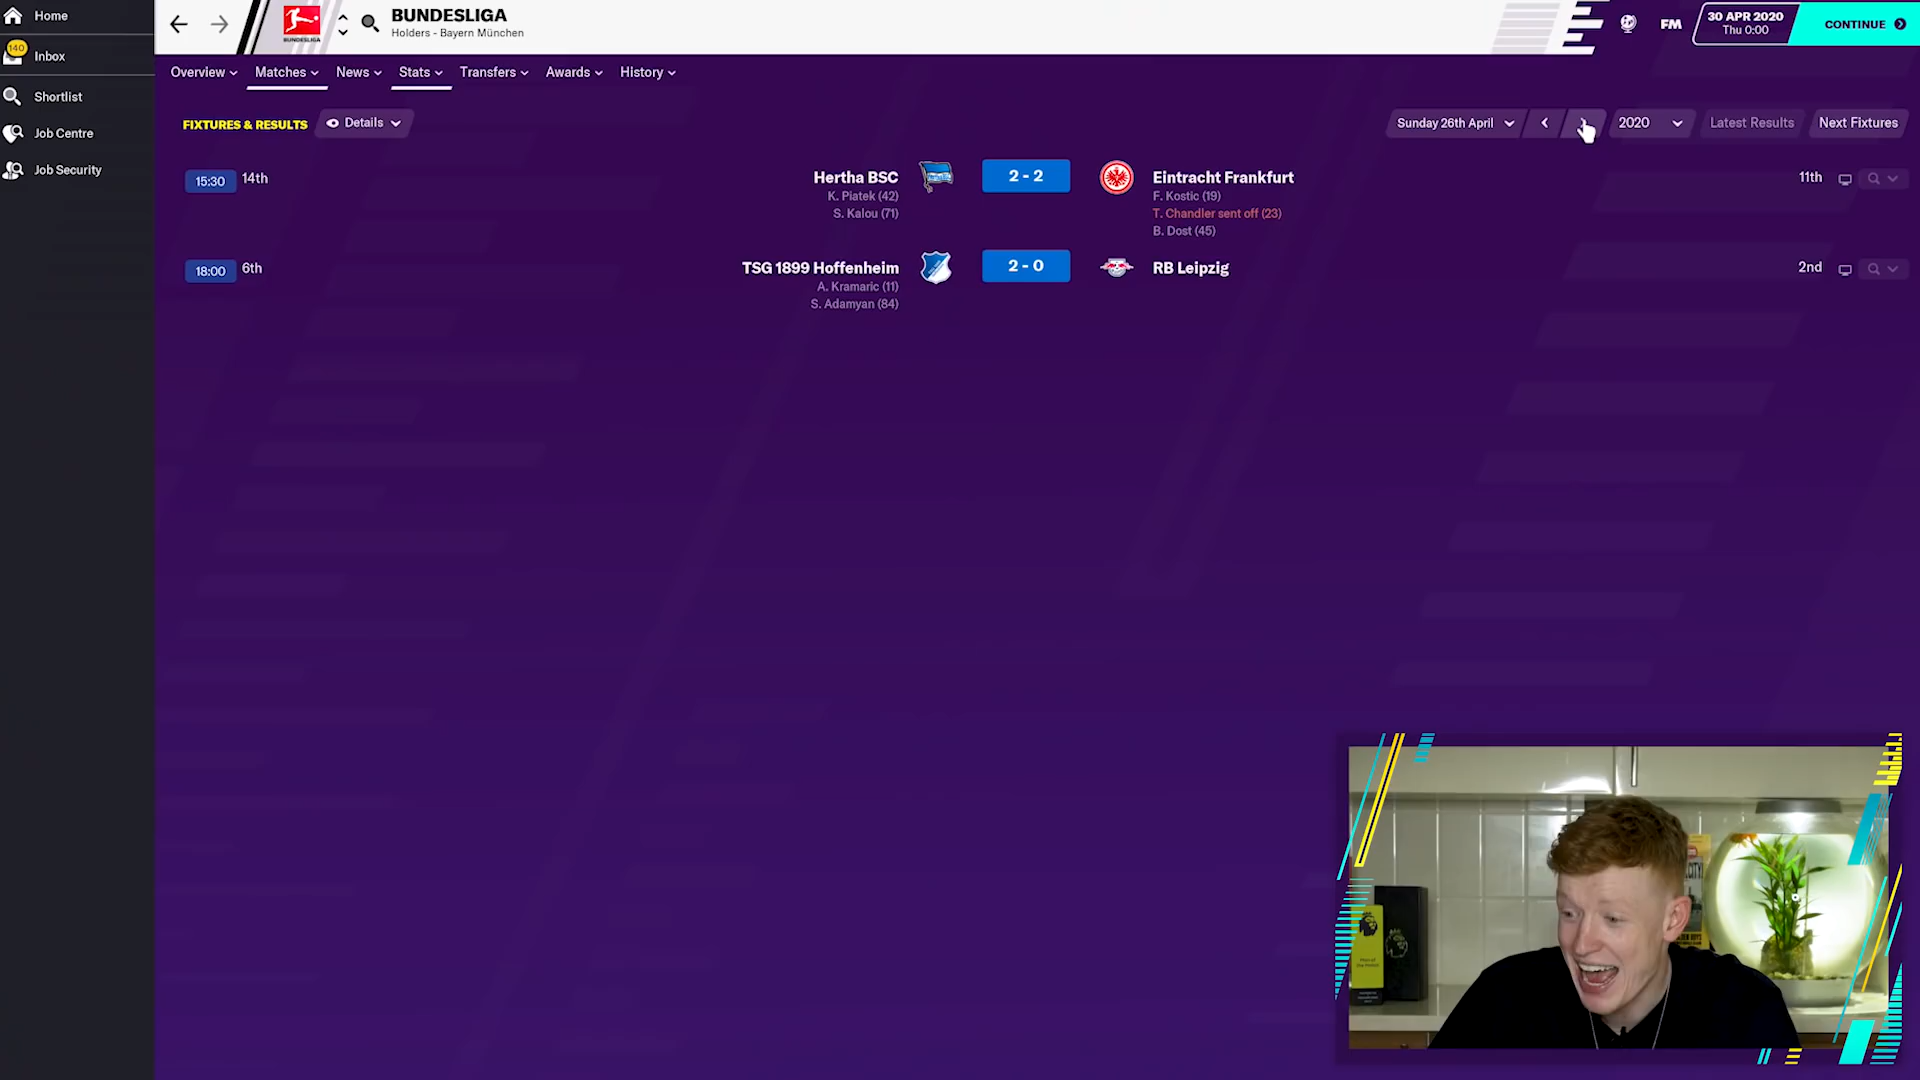 Home
140
Inbox
Shortlist
Job Centre
Job Security
BUNDESLIGA
BUNDESLIGA
Holders - Bayern München
FM
30 APR 2020
Thu 0:00
CONTINUE
Overview
Matches
News
Stats
Transfers
Awards
History
FIXTURES & RESULTS
Details
Sunday 26th April
2020
Latest Results
Next Fixtures
15:30
14th
Hertha BSC
2 - 2
Eintracht Frankfurt
11th
K. Piatek (42)
F. Kostic (19)
S. Kalou (71)
T. Chandler sent off (23)
B. Dost (45)
18:00
6th
TSG 1899 Hoffenheim
2 - 0
RB Leipzig
2nd
A. Kramaric (11)
S. Adamyan (84)